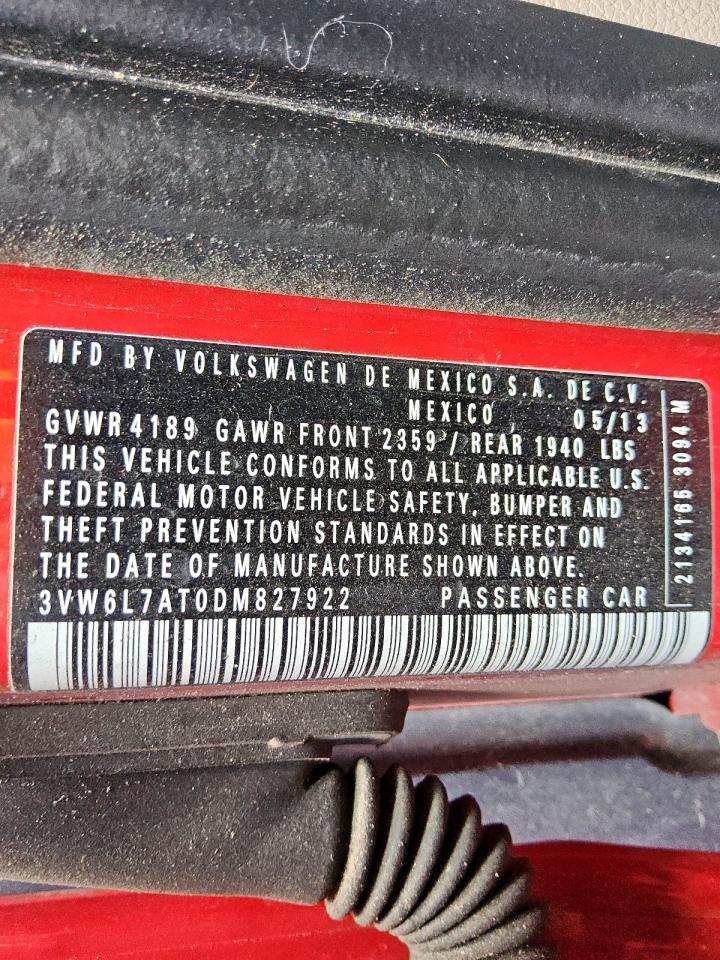 MFD BY VOLKSWAGEN DE MEXICO S.A. DE C.V.
MEXICO , 05/13
GVWR 4189 GAWR FRONT 2359 / REAR 1940 LBS
THIS VEHICLE CONFORMS TO ALL APPLICABLE U.S.
FEDERAL MOTOR VEHICLE SAFETY, BUMPER AND
THEFT PREVENTION STANDARDS IN EFFECT ON
THE DATE OF MANUFACTURE SHOWN ABOVE.
3VW6L7AT0DM827922 PASSENGER CAR
2134166 3094 M